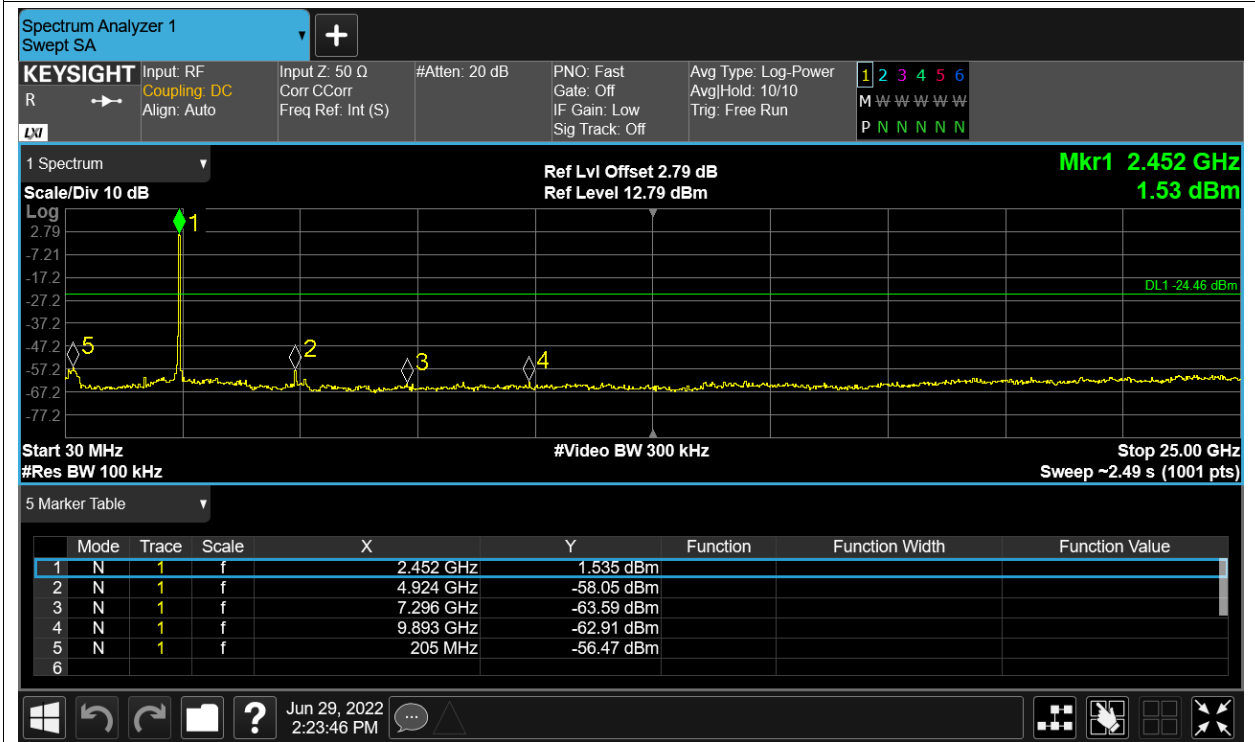 Spectrum Analyzer 1
Swept SA
KEYSIGHT
R
LXI
Input: RF
Coupling: DC
Align: Auto
Input Z: 50 Ω
Corr CCorr
Freq Ref: Int (S)
#Atten: 20 dB
PNO: Fast
Gate: Off
IF Gain: Low
Sig Track: Off
Avg Type: Log-Power
Avg|Hold: 10/10
Trig: Free Run
1 2 3 4 5 6
M W W W W W
P N N N N N
1 Spectrum
Scale/Div 10 dB
Ref Lvl Offset 2.79 dB
Ref Level 12.79 dBm
Mkr1 2.452 GHz
1.53 dBm
Log
2.79
-7.21
-17.2
-27.2
-37.2
-47.2
-57.2
-67.2
-77.2
1
DL1 -24.46 dBm
5
2
3
4
Start 30 MHz
#Video BW 300 kHz
Stop 25.00 GHz
#Res BW 100 kHz
Sweep ~2.49 s (1001 pts)
5 Marker Table
Mode Trace Scale X Y Function Function Width Function Value
1 N 1 f 2.452 GHz 1.535 dBm
2 N 1 f 4.924 GHz -58.05 dBm
3 N 1 f 7.296 GHz -63.59 dBm
4 N 1 f 9.893 GHz -62.91 dBm
5 N 1 f 205 MHz -56.47 dBm
6
?
Jun 29, 2022
2:23:46 PM